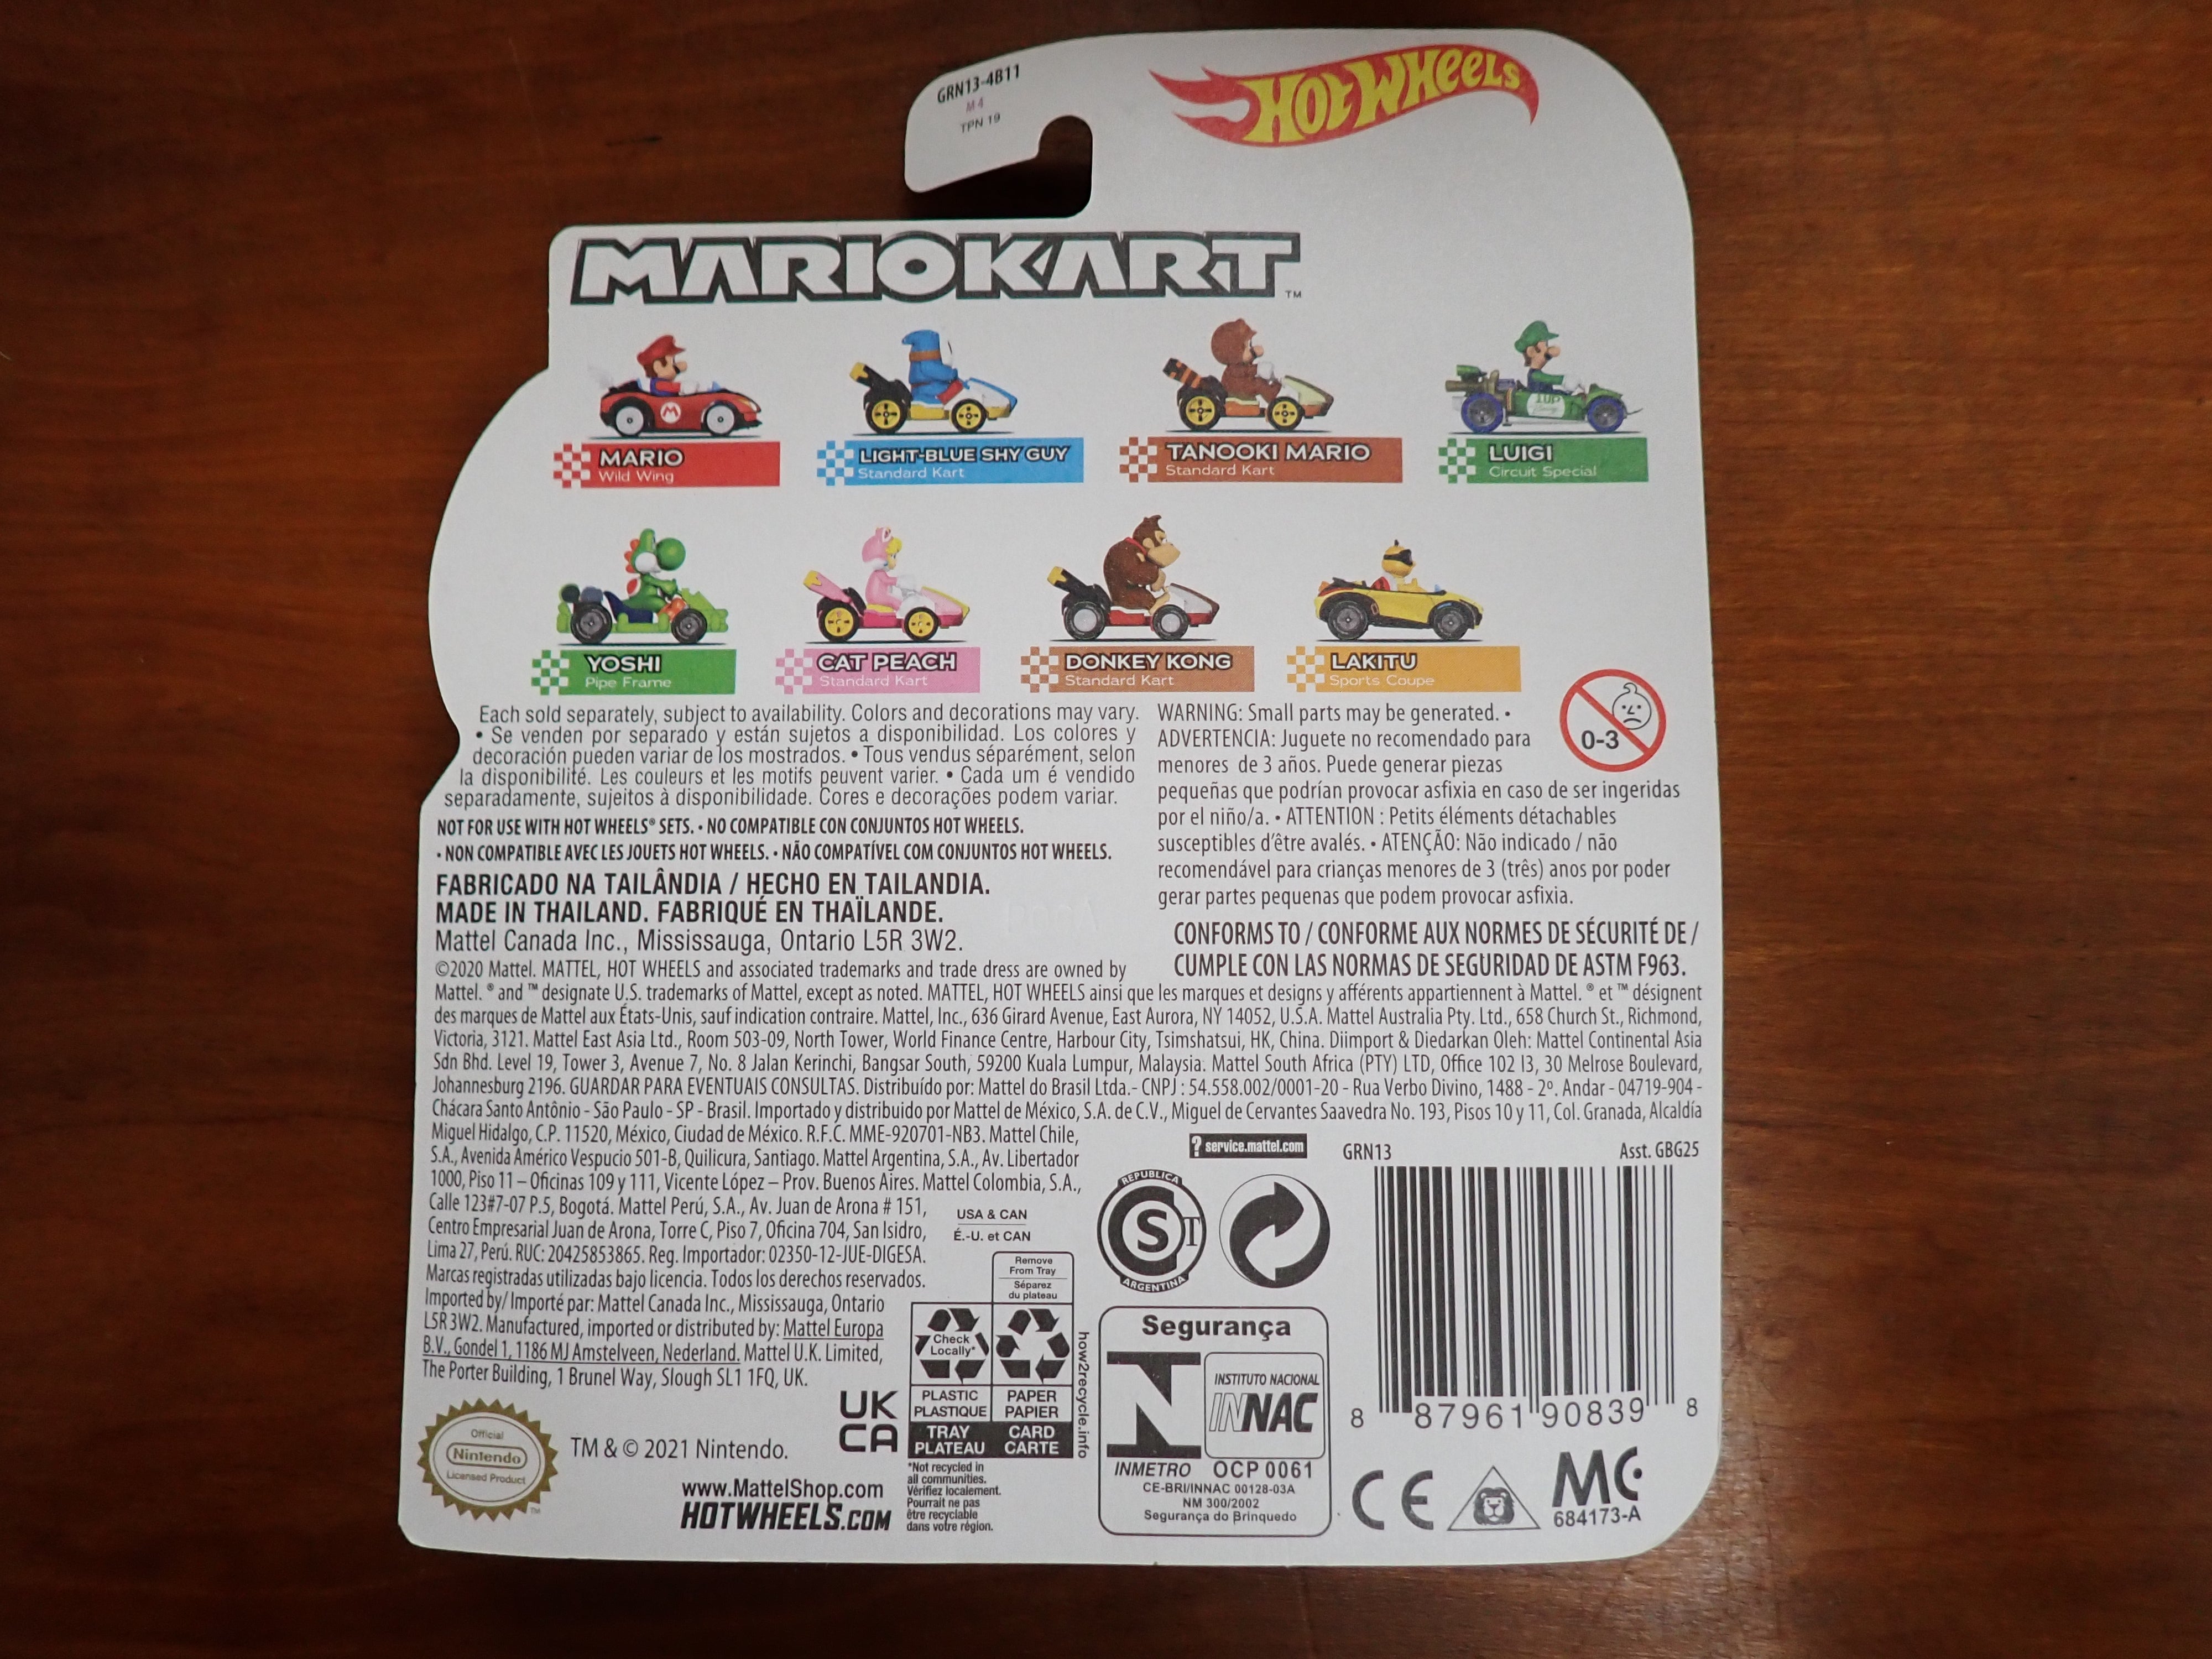 GRN13-4B11
M4
TPN 19
HOT WHEELS
MARIOKART™
MARIO
Wild Wing
LIGHT-BLUE SHY GUY
Standard Kart
TANOOKI MARIO
Standard Kart
LUIGI
Circuit Special
YOSHI
Pipe Frame
CAT PEACH
Standard Kart
DONKEY KONG
Standard Kart
LAKITU
Sports Coupe
Each sold separately, subject to availability. Colors and decorations may vary.
• Se venden por separado y están sujetos a disponibilidad. Los colores y
decoración pueden variar de los mostrados. • Tous vendus séparément, selon
la disponibilité. Les couleurs et les motifs peuvent varier. • Cada um é vendido
separadamente, sujeitos à disponibilidade. Cores e decorações podem variar.
NOT FOR USE WITH HOT WHEELS® SETS. • NO COMPATIBLE CON CONJUNTOS HOT WHEELS.
• NON COMPATIBLE AVEC LES JOUETS HOT WHEELS. • NÃO COMPATÍVEL COM CONJUNTOS HOT WHEELS.
FABRICADO NA TAILÂNDIA / HECHO EN TAILANDIA.
MADE IN THAILAND. FABRIQUÉ EN THAÏLANDE.
Mattel Canada Inc., Mississauga, Ontario L5R 3W2.
WARNING: Small parts may be generated. •
ADVERTENCIA: Juguete no recomendado para
menores de 3 años. Puede generar piezas
pequeñas que podrían provocar asfixia en caso de ser ingeridas
por el niño/a. • ATTENTION : Petits éléments détachables
susceptibles d'être avalés. • ATENÇÃO: Não indicado / não
recomendável para crianças menores de 3 (três) anos por poder
gerar partes pequenas que podem provocar asfixia.
0-3
CONFORMS TO / CONFORME AUX NORMES DE SÉCURITÉ DE /
CUMPLE CON LAS NORMAS DE SEGURIDAD DE ASTM F963.
©2020 Mattel. MATTEL, HOT WHEELS and associated trademarks and trade dress are owned by
Mattel. ® and ™ designate U.S. trademarks of Mattel, except as noted. MATTEL, HOT WHEELS ainsi que les marques et designs y afférents appartiennent à Mattel. ® et ™ désignent
des marques de Mattel aux États-Unis, sauf indication contraire. Mattel, Inc., 636 Girard Avenue, East Aurora, NY 14052, U.S.A. Mattel Australia Pty. Ltd., 658 Church St., Richmond,
Victoria, 3121. Mattel East Asia Ltd., Room 503-09, North Tower, World Finance Centre, Harbour City, Tsimshatsui, HK, China. Diimport & Diedarkan Oleh: Mattel Continental Asia
Sdn Bhd. Level 19, Tower 3, Avenue 7, No. 8 Jalan Kerinchi, Bangsar South, 59200 Kuala Lumpur, Malaysia. Mattel South Africa (PTY) LTD, Office 102 I3, 30 Melrose Boulevard,
Johannesburg 2196. GUARDAR PARA EVENTUAIS CONSULTAS. Distribuído por: Mattel do Brasil Ltda.- CNPJ : 54.558.002/0001-20 - Rua Verbo Divino, 1488 - 2º. Andar - 04719-904 -
Chácara Santo Antônio - São Paulo - SP - Brasil. Importado y distribuido por Mattel de México, S.A. de C.V., Miguel de Cervantes Saavedra No. 193, Pisos 10 y 11, Col. Granada, Alcaldía
Miguel Hidalgo, C.P. 11520, México, Ciudad de México. R.F.C. MME-920701-NB3. Mattel Chile,
S.A., Avenida Américo Vespucio 501-B, Quilicura, Santiago. Mattel Argentina, S.A., Av. Libertador
1000, Piso 11 – Oficinas 109 y 111, Vicente López – Prov. Buenos Aires. Mattel Colombia, S.A.,
Calle 123#7-07 P.5, Bogotá. Mattel Perú, S.A., Av. Juan de Arona # 151,
Centro Empresarial Juan de Arona, Torre C, Piso 7, Oficina 704, San Isidro,
Lima 27, Perú. RUC: 20425853865. Reg. Importador: 02350-12-JUE-DIGESA.
Marcas registradas utilizadas bajo licencia. Todos los derechos reservados.
Imported by/ Importé par: Mattel Canada Inc., Mississauga, Ontario
L5R 3W2. Manufactured, imported or distributed by: Mattel Europa
B.V., Gondel 1, 1186 MJ Amstelveen, Nederland. Mattel U.K. Limited,
The Porter Building, 1 Brunel Way, Slough SL1 1FQ, UK.
USA & CAN
É.-U. et CAN
Remove
From Tray
Séparez
du plateau
Check
Locally*
PLASTIC
PLASTIQUE
PAPER
PAPIER
TRAY
PLATEAU
CARD
CARTE
how2recycle.info
*Not recycled in
all communities.
Vérifiez localement.
Pourrait ne pas
être recyclable
dans votre région.
UK
CA
Official
Nintendo
Licensed Product
™
TM & © 2021 Nintendo.
www.MattelShop.com
HOTWHEELS.COM
? service.mattel.com
REPUBLICA
S T
ARGENTINA
Segurança
INSTITUTO NACIONAL
INNAC
INMETRO OCP 0061
CE-BRI/INNAC 00128-03A
NM 300/2002
Segurança do Brinquedo
GRN13
Asst. GBG25
8 87961 90839 8
CE
MC
684173-A